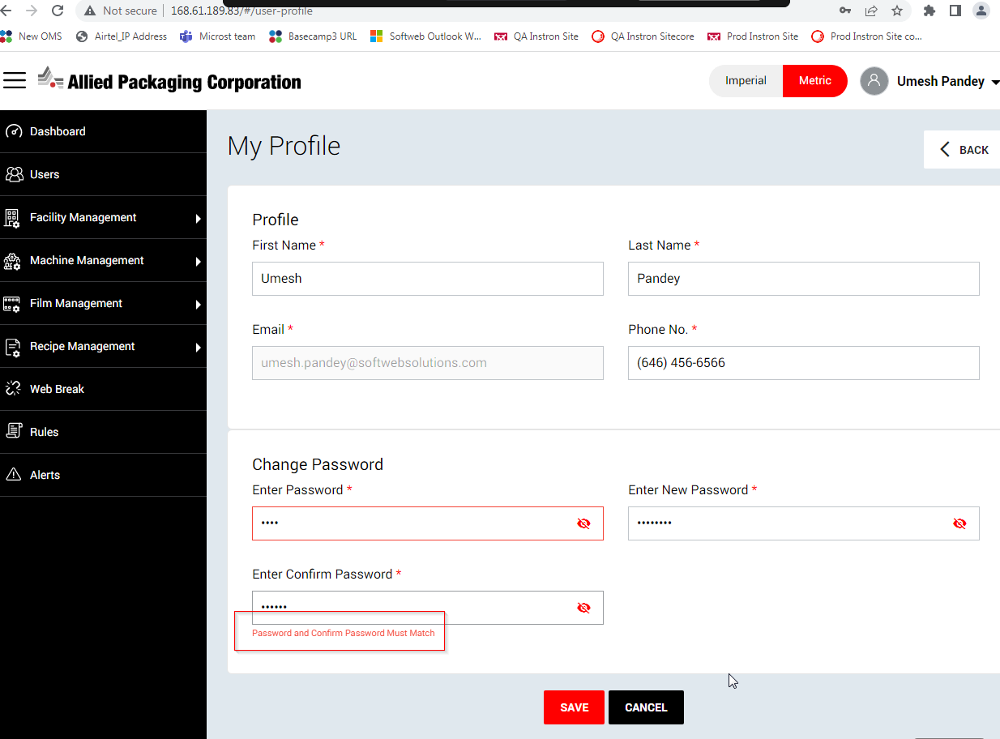 Not secure 168.61.189.83/#/user-profile
New OMS Airtel_IP Address Microst team Basecamp3 URL Softweb Outlook W... QA Instron Site QA Instron Sitecore Prod Instron Site Prod Instron Site co...
Allied Packaging Corporation Imperial Metric Umesh Pandey
Dashboard
Users
Facility Management
Machine Management
Film Management
Recipe Management
Web Break
Rules
Alerts
My Profile
BACK
Profile
First Name * Last Name *
Umesh Pandey
Email * Phone No. *
umesh.pandey@softwebsolutions.com (646) 456-6566
Change Password
Enter Password * Enter New Password *
•••• ••••••••
Enter Confirm Password *
••••••
Password and Confirm Password Must Match
SAVE CANCEL